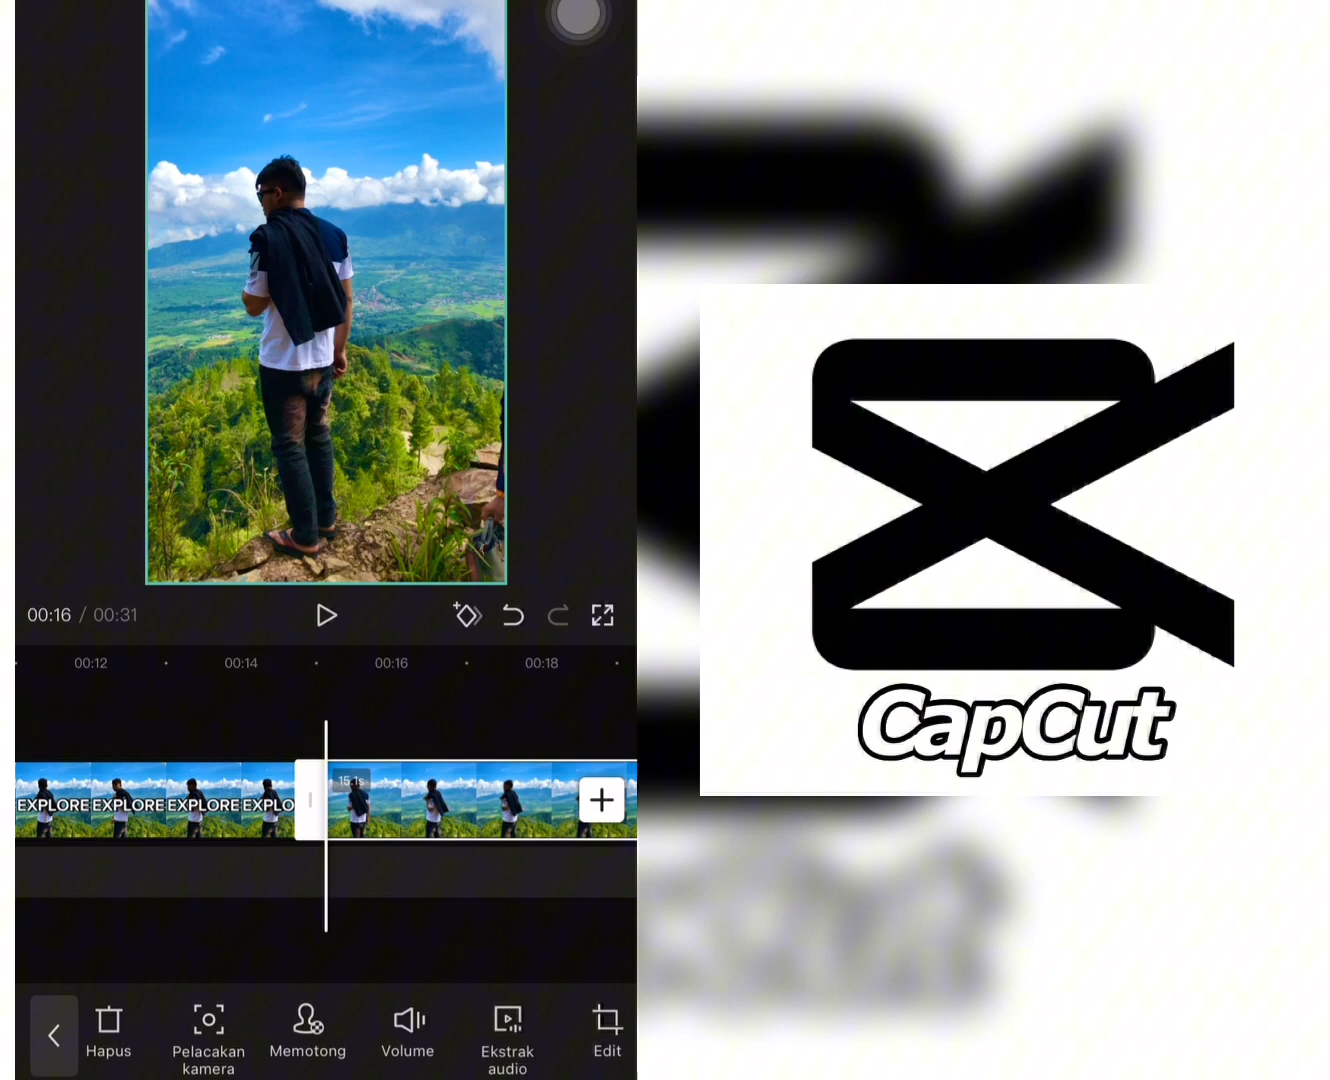 00:16 / 00:31
00:12
00:14
00:16
00:18
EXPLORE
EXPLORE
EXPLORE
EXPLO
15.1s
Hapus
Pelacakan
kamera
Memotong
Volume
Ekstrak
audio
Edit
CapCut